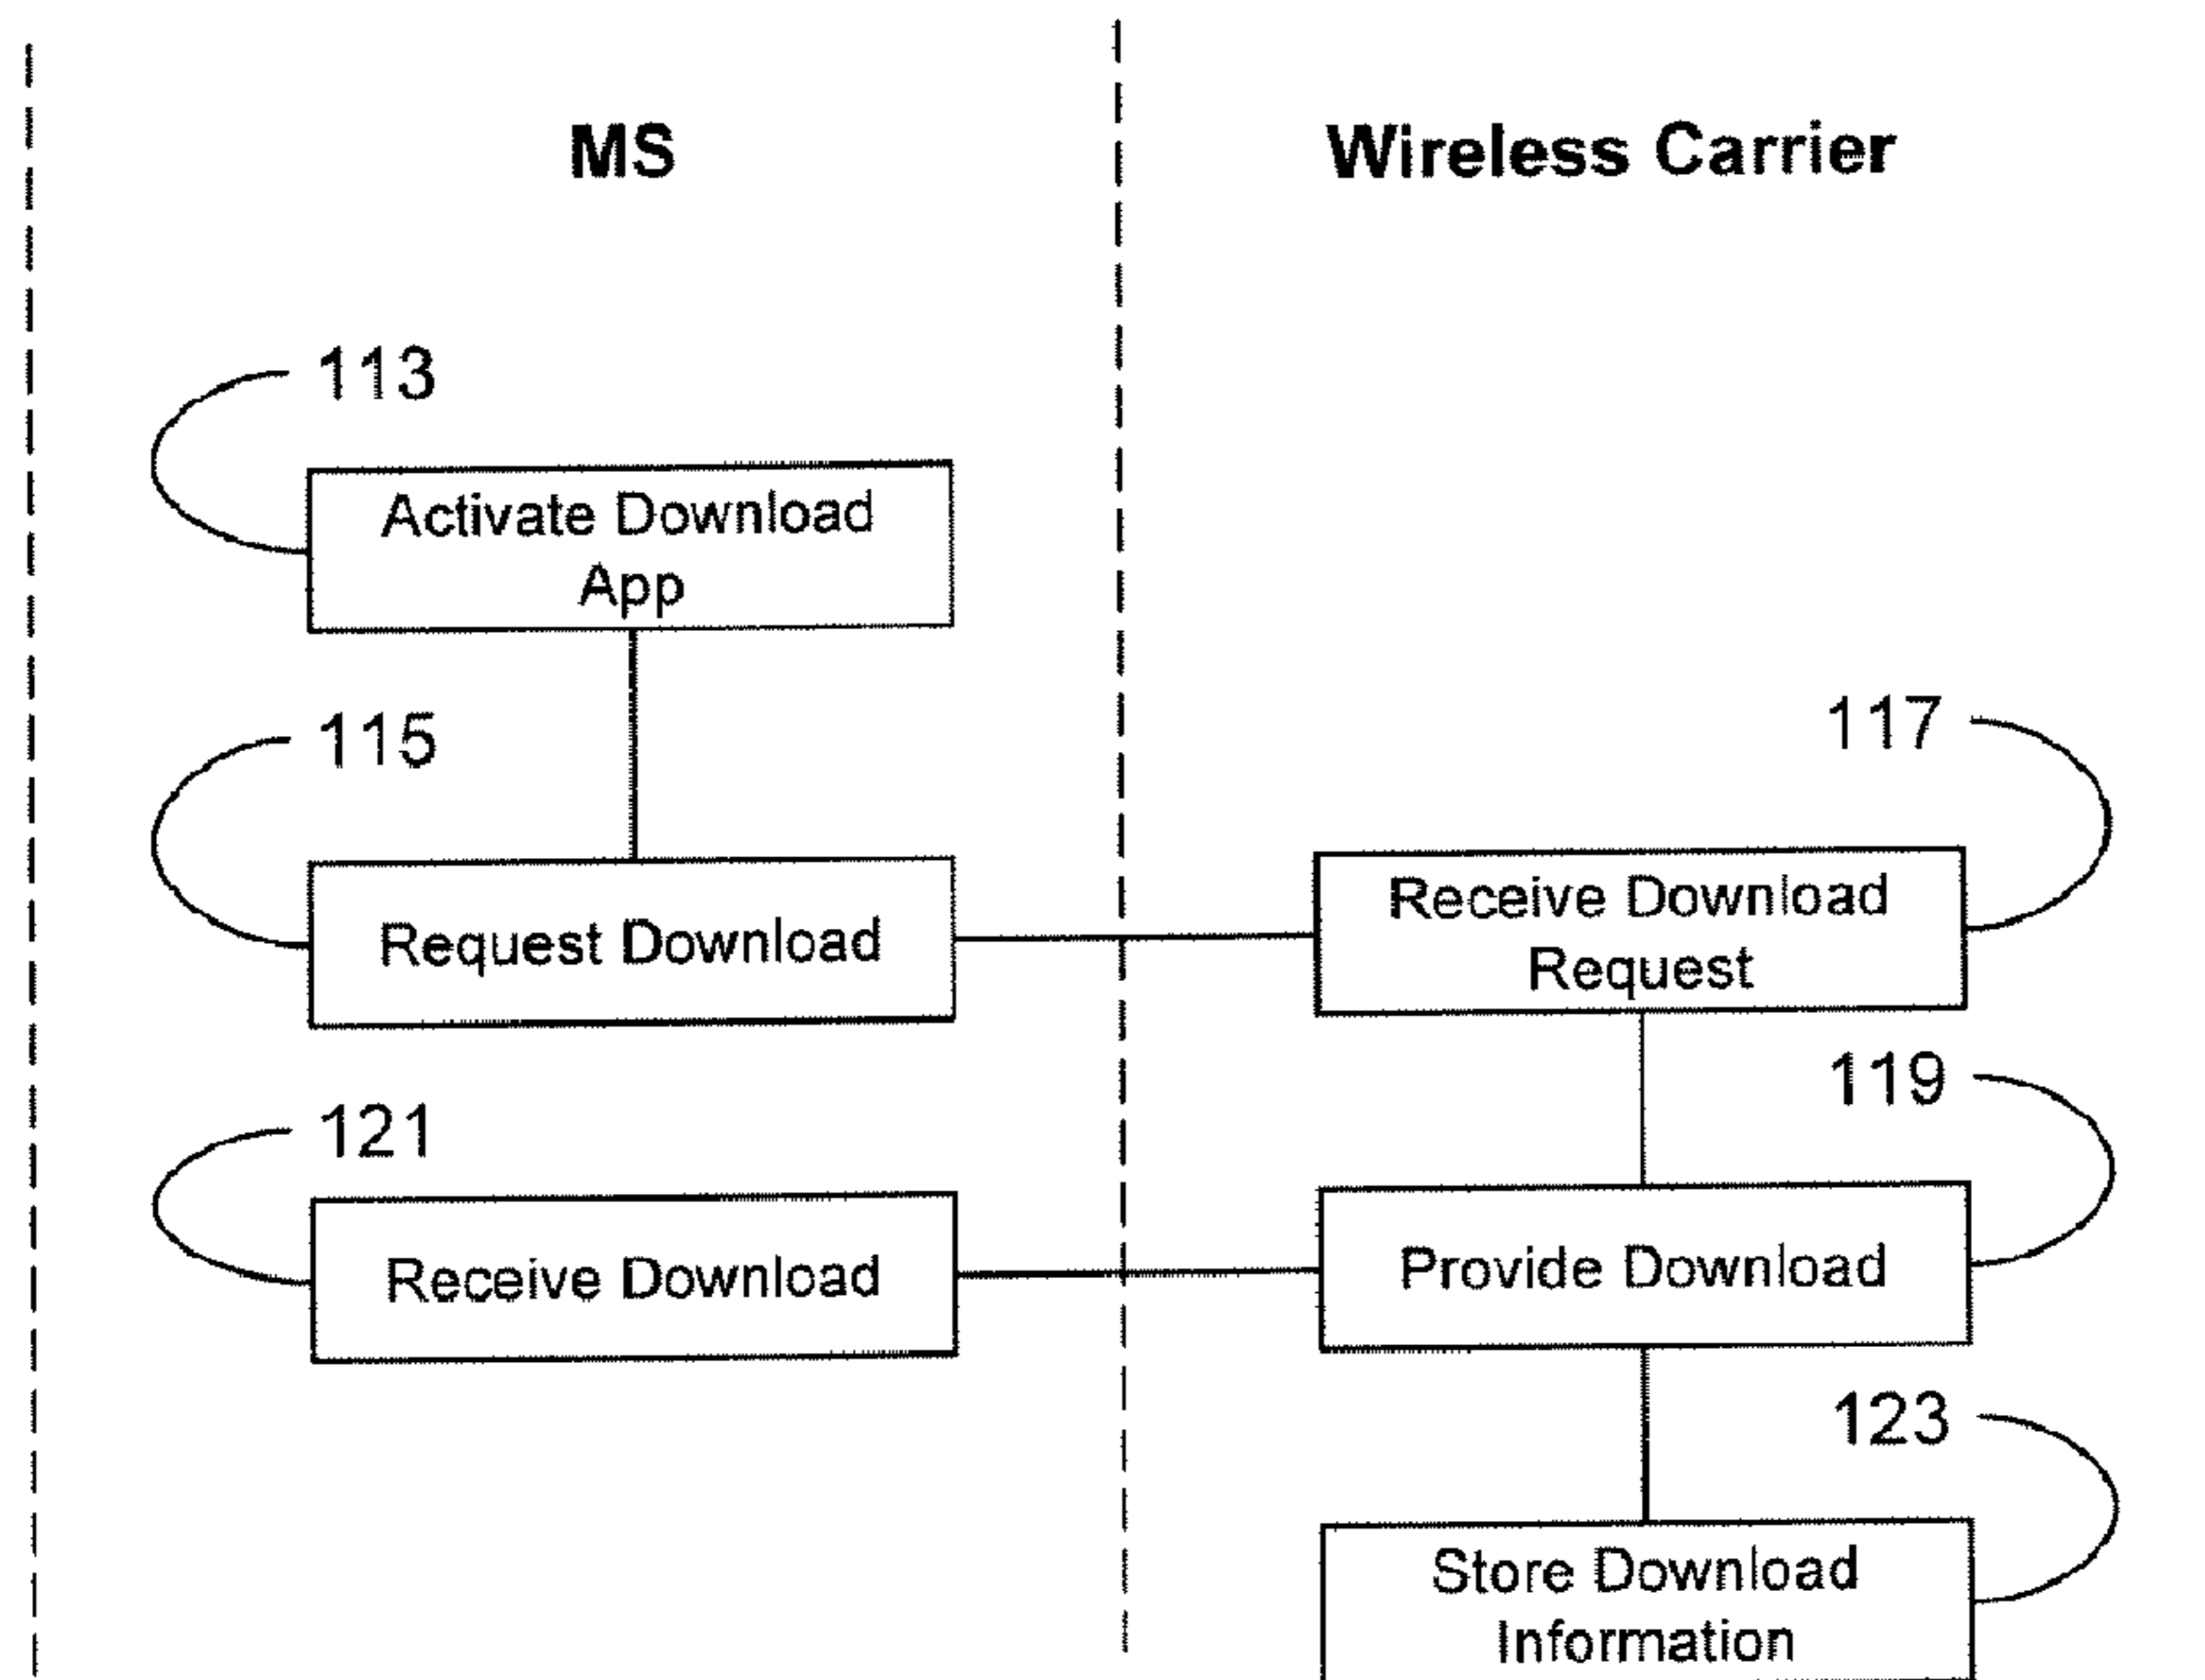 MS
Wireless Carrier
113
Activate Download
App
115
117
Request Download
Receive Download
Request
121
119
Receive Download
Provide Download
123
Store Download
Information